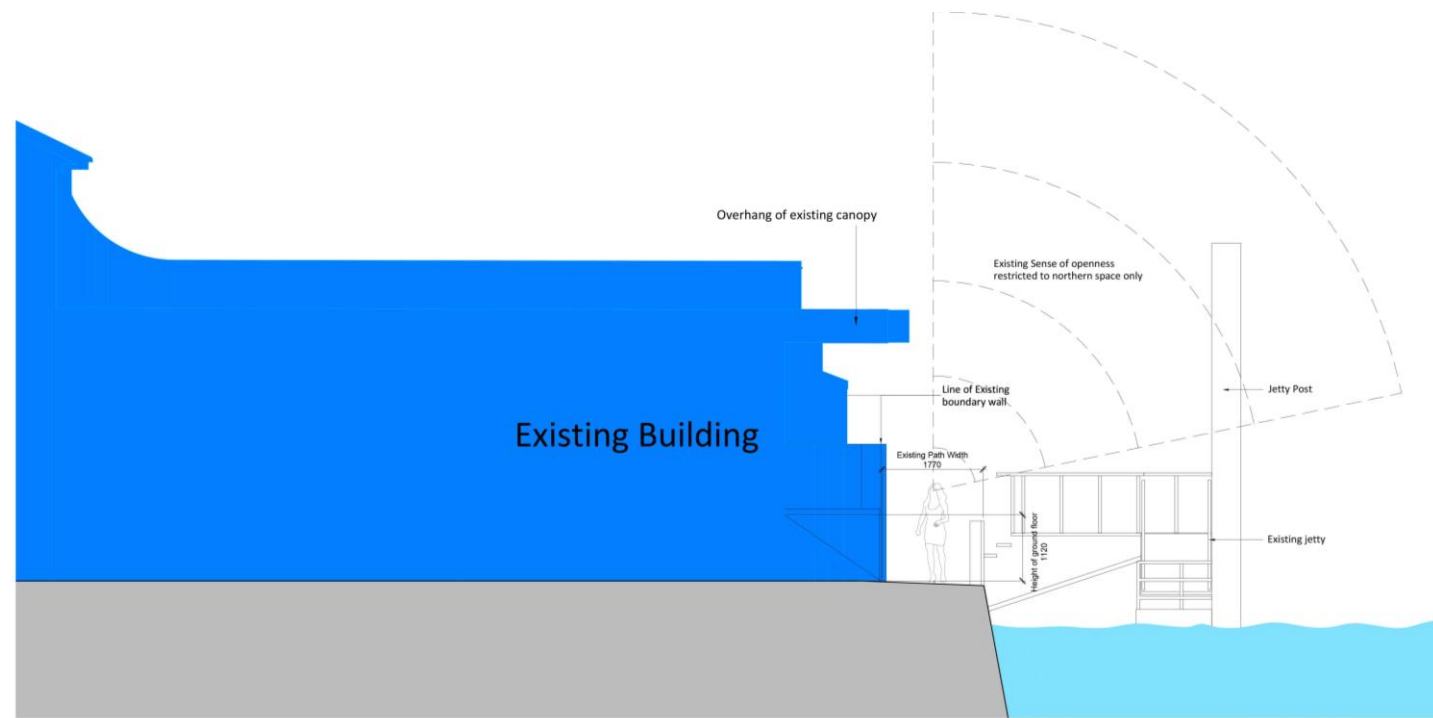 Overhang of existing canopy
Existing Sense of openness
restricted to northern space only
Line of Existing
boundary wall
Jetty Post
Existing Building
Existing Path Width
1770
Height of ground floor
1120
Existing jetty